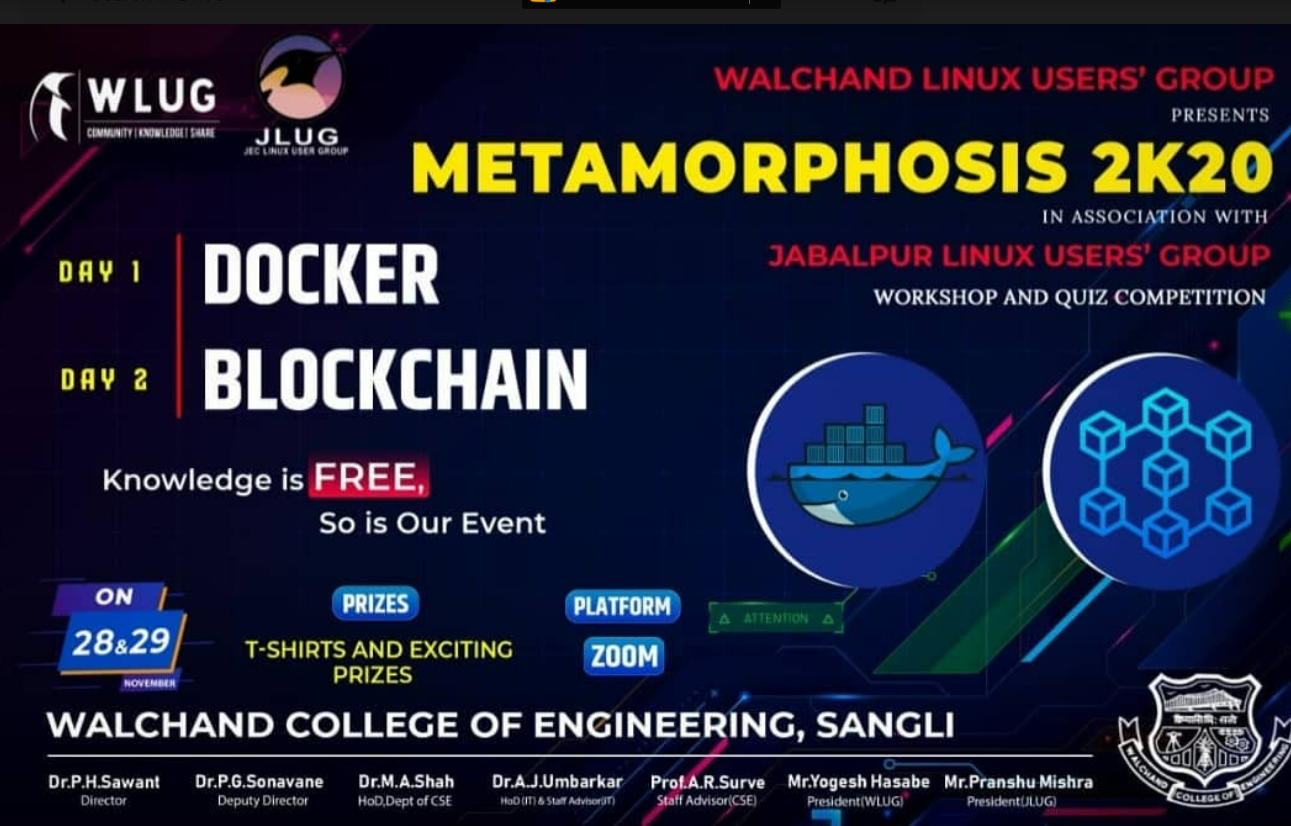 WLUG
COMMUNITY | KNOWLEDGE | SHARE
JLUG
JEC LINUX USER GROUP
WALCHAND LINUX USERS' GROUP
PRESENTS
METAMORPHOSIS 2K20
IN ASSOCIATION WITH
JABALPUR LINUX USERS' GROUP
WORKSHOP AND QUIZ COMPETITION
DAY 1
DOCKER
DAY 2
BLOCKCHAIN
Knowledge is FREE,
So is Our Event
ON
28&29
NOVEMBER
PRIZES
T-SHIRTS AND EXCITING
PRIZES
PLATFORM
ZOOM
ATTENTION
WALCHAND COLLEGE OF ENGINEERING, SANGLI
Dr.P.H.Sawant
Director
Dr.P.G.Sonavane
Deputy Director
Dr.M.A.Shah
HoD,Dept of CSE
Dr.A.J.Umbarkar
HoD (IT) & Staff Advisor(IT)
Prof.A.R.Surve
Staff Advisor(CSE)
Mr.Yogesh Hasabe
President(WLUG)
Mr.Pranshu Mishra
President(JLUG)
WALCHAND COLLEGE OF ENGINEERING